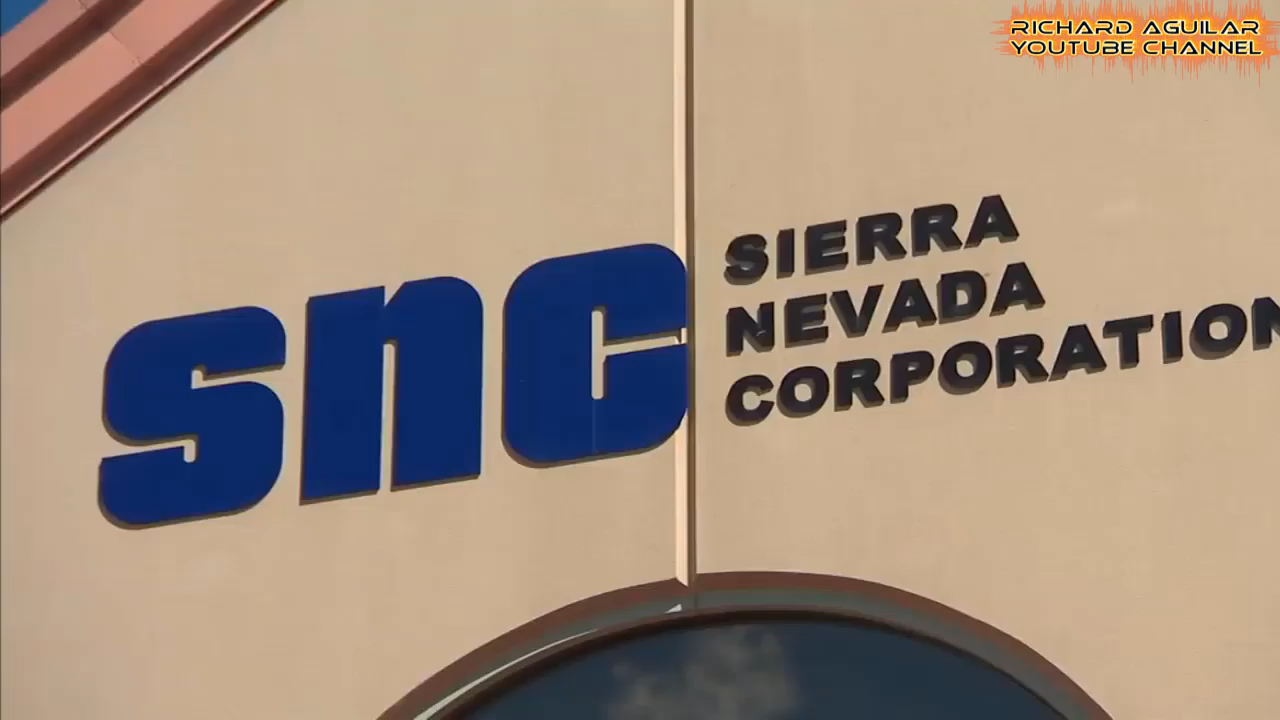 RICHARD AGUILAR
YOUTUBE CHANNEL
snc
SIERRA
NEVADA
CORPORATION